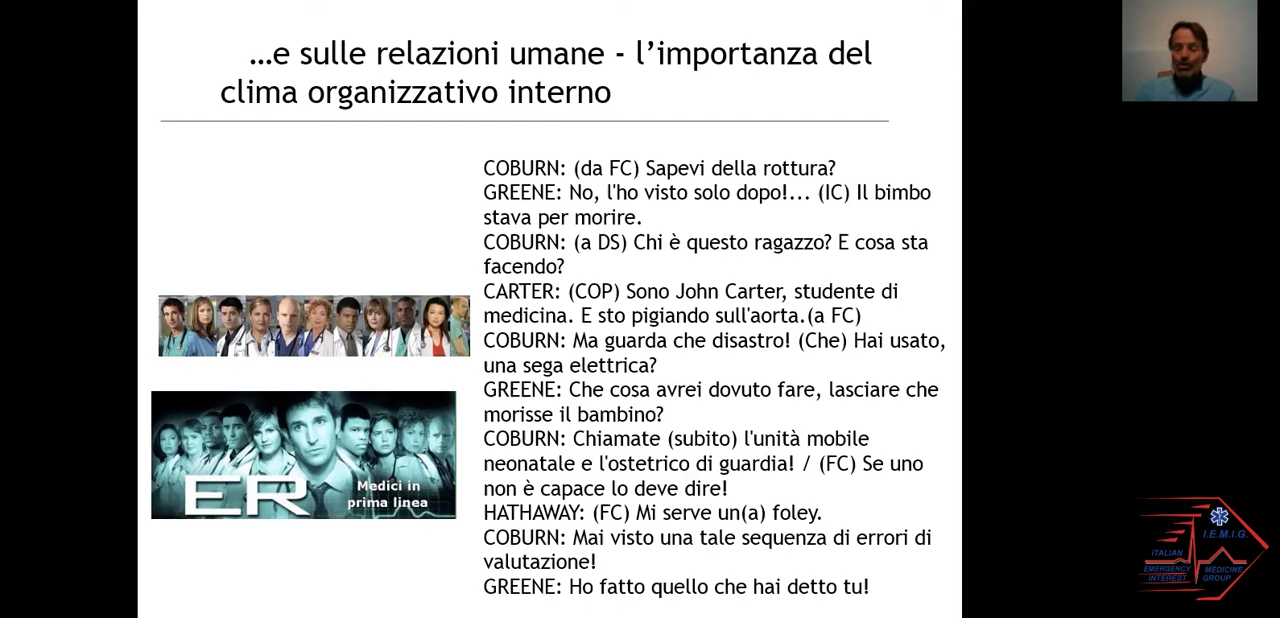 …e sulle relazioni umane - l’importanza del
clima organizzativo interno
COBURN: (da FC) Sapevi della rottura?
GREENE: No, l'ho visto solo dopo!... (IC) Il bimbo
stava per morire.
COBURN: (a DS) Chi è questo ragazzo? E cosa sta
facendo?
CARTER: (COP) Sono John Carter, studente di
medicina. E sto pigiando sull'aorta.(a FC)
COBURN: Ma guarda che disastro! (Che) Hai usato,
una sega elettrica?
GREENE: Che cosa avrei dovuto fare, lasciare che
morisse il bambino?
COBURN: Chiamate (subito) l'unità mobile
neonatale e l'ostetrico di guardia! / (FC) Se uno
non è capace lo deve dire!
HATHAWAY: (FC) Mi serve un(a) foley.
COBURN: Mai visto una tale sequenza di errori di
valutazione!
GREENE: Ho fatto quello che hai detto tu!
ER
Medici in
prima linea
I.E.M.I.G.
ITALIAN
EMERGENCY MEDICINE
INTEREST GROUP